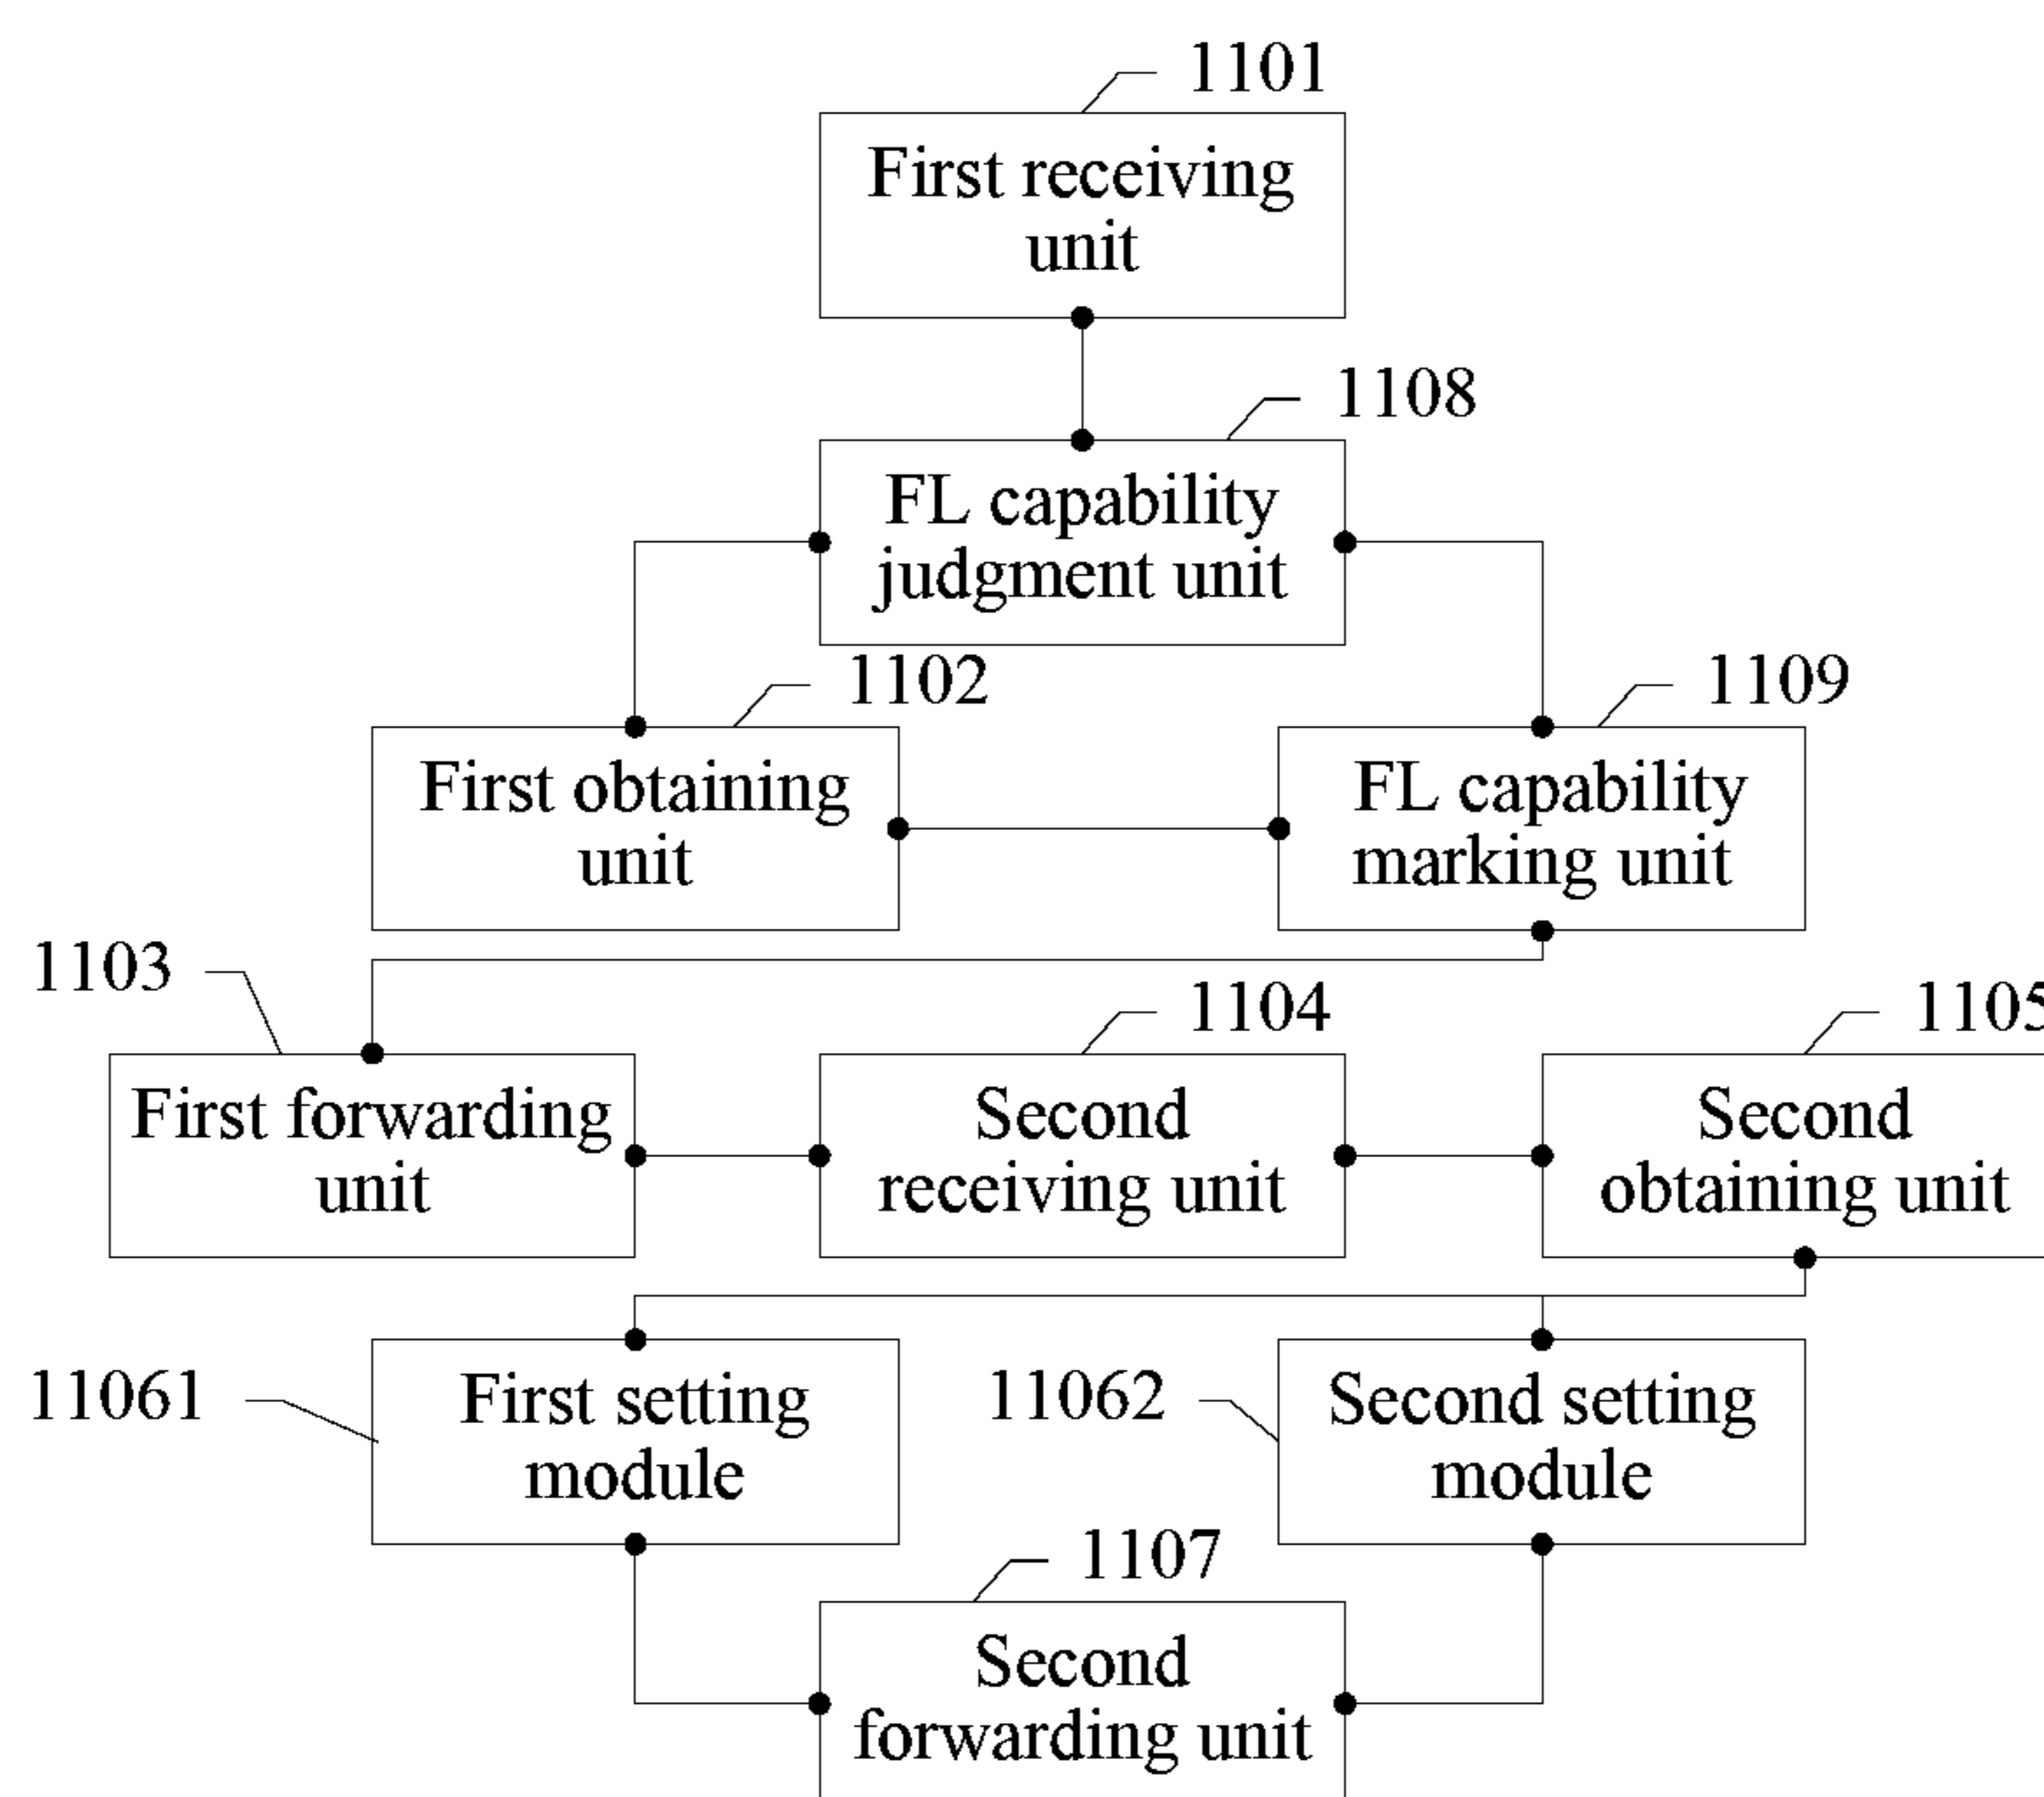 1101
First receiving
unit
1108
FL capability
judgment unit
1102
First obtaining
unit
1109
FL capability
marking unit
1103
First forwarding
unit
1104
Second
receiving unit
1105
Second
obtaining unit
11061
First setting
module
11062
Second setting
module
1107
Second
forwarding unit